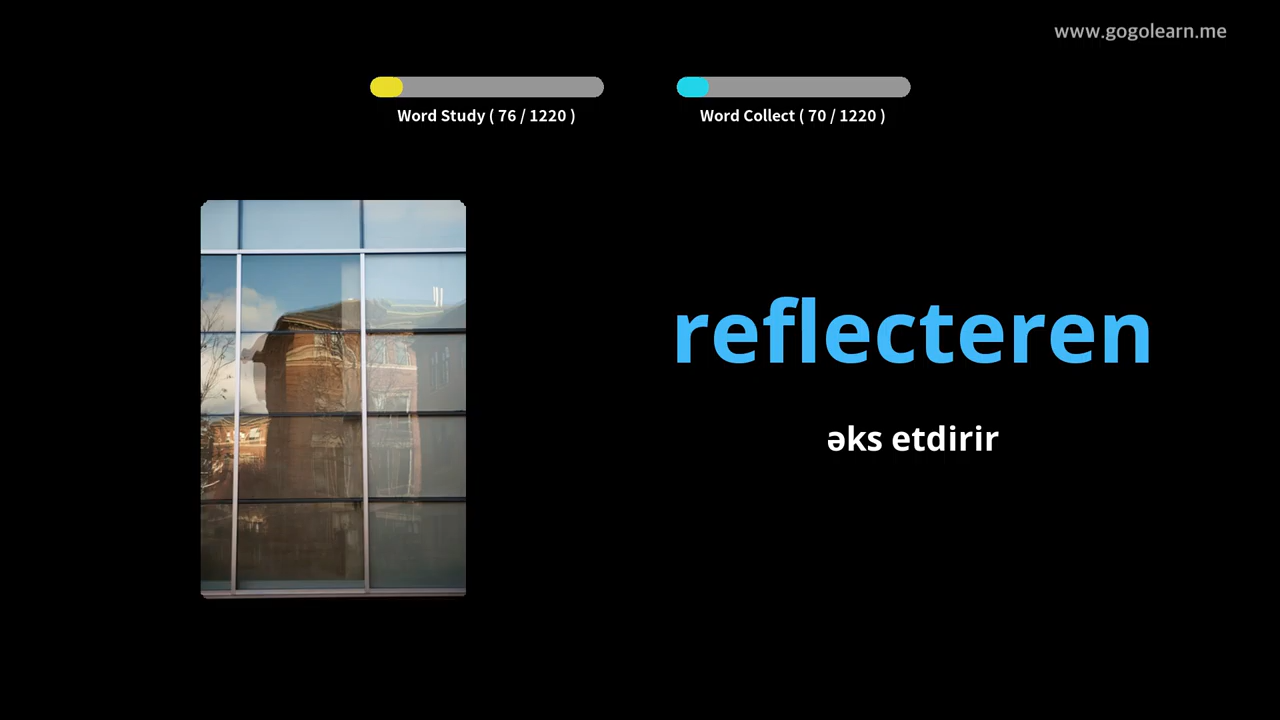 www.gogolearn.me
Word Study ( 76 / 1220 )
Word Collect ( 70 / 1220 )
reflecteren
əks etdirir